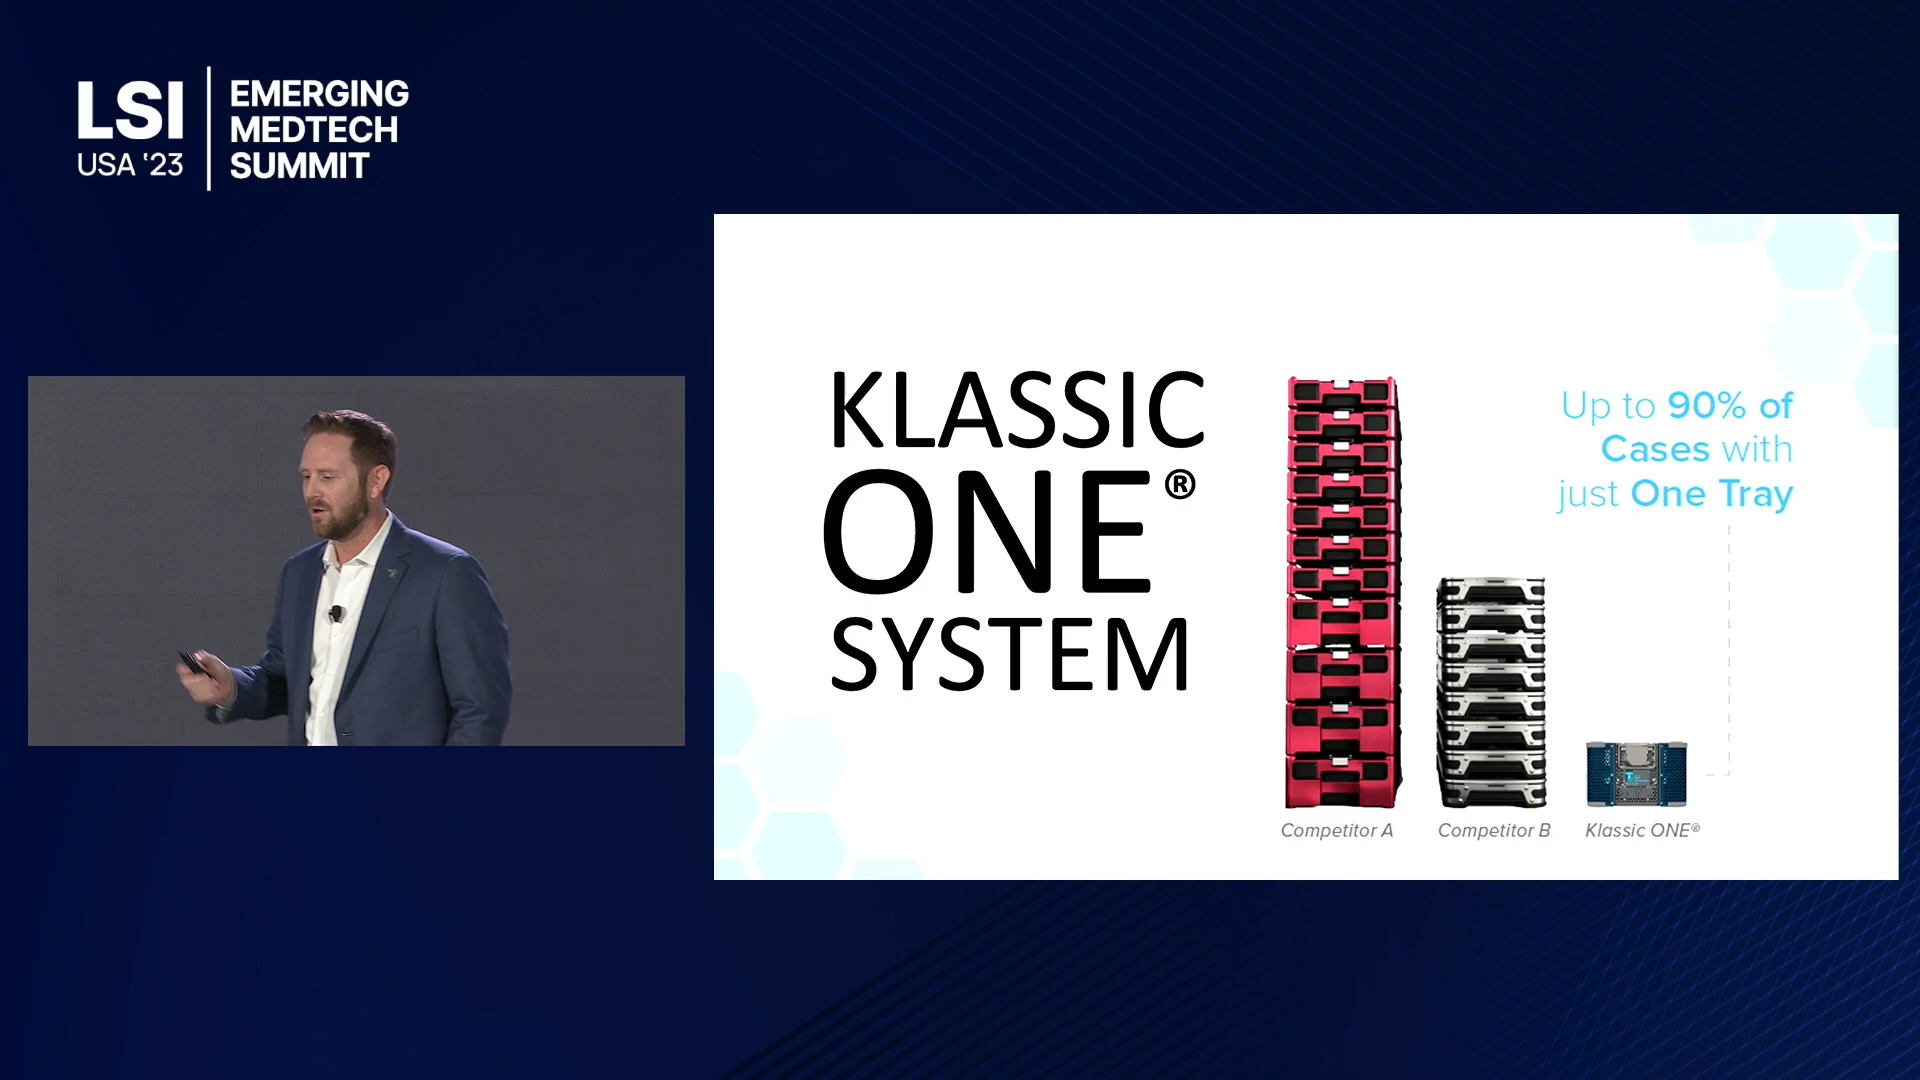 LSI
USA '23
EMERGING
MEDTECH
SUMMIT
KLASSIC
ONE®
SYSTEM
Up to 90% of
Cases with
just One Tray
Competitor A
Competitor B
Klassic ONE®